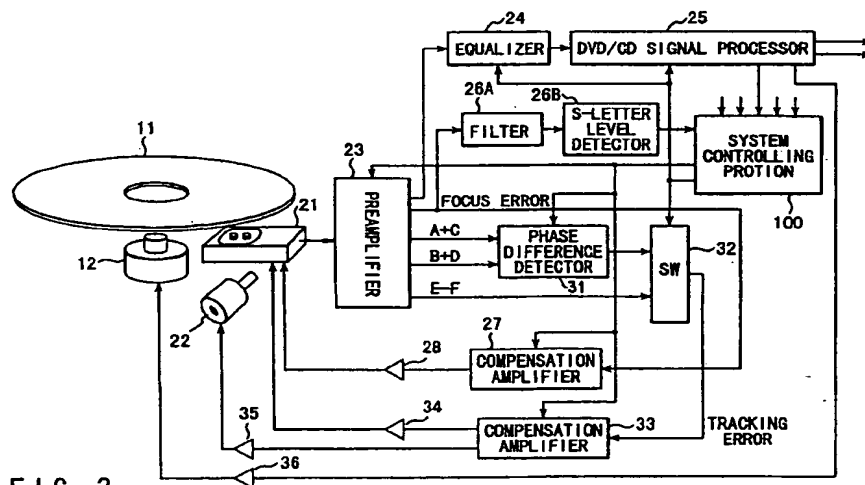 24
25
EQUALIZER
DVD/CD SIGNAL PROCESSOR
26A
26B
FILTER
S-LETTER
LEVEL
DETECTOR
SYSTEM
CONTROLLING
PROTION
100
11
23
PREAMPLIFIER
21
FOCUS ERROR
A+C
B+D
E-F
PHASE
DIFFERENCE
DETECTOR
31
SW
32
12
22
27
28
COMPENSATION
AMPLIFIER
34
COMPENSATION
AMPLIFIER
33
TRACKING
ERROR
35
36